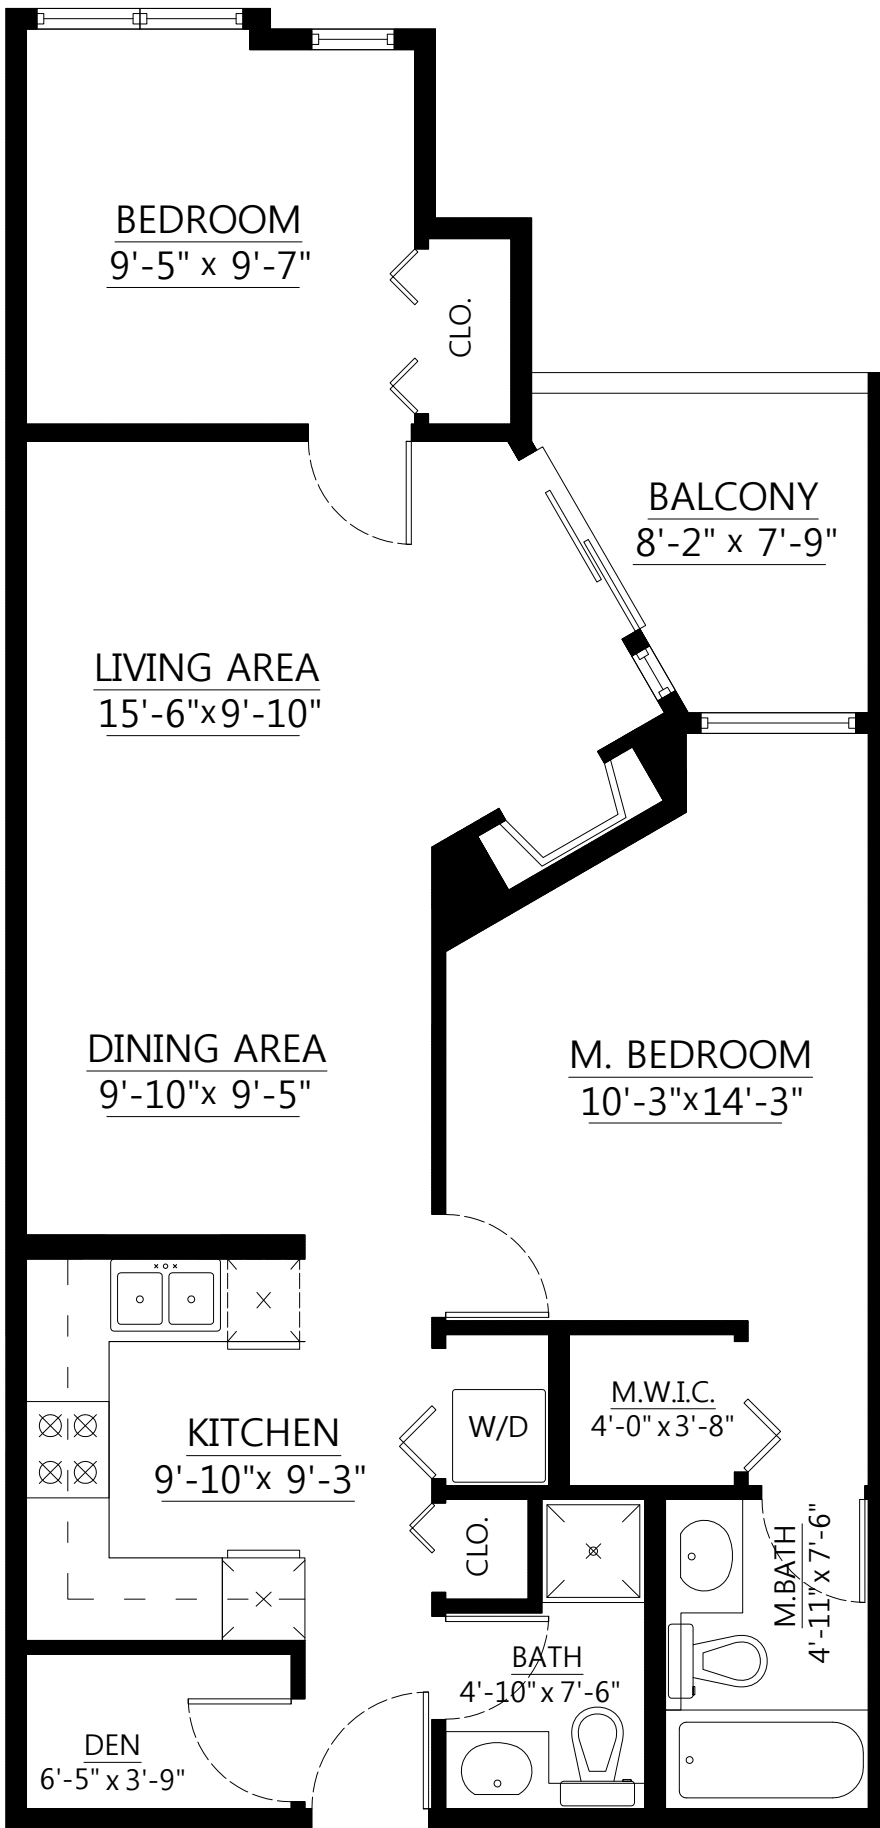 BEDROOM
9'-5" x 9'-7"
CLO.
BALCONY
8'-2" x 7'-9"
LIVING AREA
15'-6"x9'-10"
DINING AREA
9'-10"x 9'-5"
M. BEDROOM
10'-3"x14'-3"
M.W.I.C.
4'-0" x 3'-8"
W/D
KITCHEN
9'-10"x 9'-3"
CLO.
M.BATH
4'-11" x 7'-6"
BATH
4'-10" x 7'-6"
DEN
6'-5" x 3'-9"